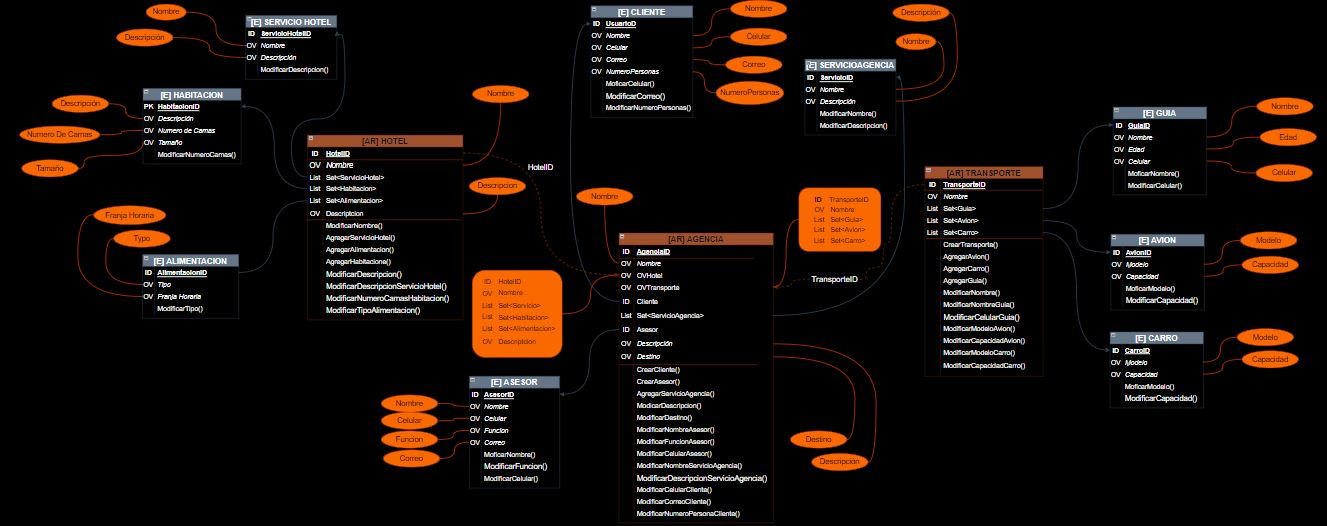 Nombre
Descripción
[E] SERVICIO HOTEL
ID ServicioHotelID
OV Nombre
OV Descripción
ModificarDescripcion()
Descripción
Numero De Camas
Tamaño
[E] HABITACION
PK HabitacionID
OV Descripción
OV Numero de Camas
OV Tamaño
ModificarNumeroCamas()
Franja Horaria
Typo
[E] ALIMENTACION
ID AlimentacionID
OV Tipo
OV Franja Horaria
ModificarTipo()
[AR] HOTEL
ID HotelID
OV Nombre
List Set<ServicioHotel>
List Set<Habitacion>
List Set<Alimentacion>
OV Descripcion
ModificarNombre()
AgregarServicioHotel()
AgregarAlimentacion()
AgregarHabitacione()
ModificarDescripcion()
ModificarDescripcionServicioHotel()
ModificarNumeroCamasHabitacion()
ModificarTipoAlimentacion()
Nombre
Descripcion
HotelID
ID HotelID
OV Nombre
List Set<Servicio>
List Set<Habitacion>
List Set<Alimentacion>
OV Descripcion
[E] CLIENTE
ID UsuarioID
OV Nombre
OV Celular
OV Correo
OV NumeroPersonas
MoficarCelular()
ModificarCorreo()
ModificarNumeroPersonas()
Nombre
Celular
Correo
NumeroPersonas
Descripción
Nombre
[E] SERVICIOAGENCIA
ID ServicioID
OV Nombre
OV Descripción
ModificarNombre()
ModificarDescripcion()
Nombre
[AR] AGENCIA
ID AgenciaID
OV Nombre
OV OVHotel
OV OVTransporte
ID Cliente
List Set<ServicioAgencia>
ID Asesor
OV Descripción
OV Destino
CrearCliente()
CrearAsesor()
AgregarServicioAgencia()
ModicarDescripcion()
ModificarDestino()
ModificarNombreAsesor()
ModificarFuncionAsesor()
ModificarCelularAsesor()
ModificarNombreServicioAgencia()
ModificarDescripcionServicioAgencia()
ModificarCelularCliente()
ModificarCorreoCliente()
ModificarNumeroPersonaCliente()
Destino
Descripción
ID TransporteID
OV Nombre
List Set<Guia>
List Set<Avion>
List Set<Carro>
TransporteID
Nombre
Celular
Funcion
Correo
[E] ASESOR
ID AsesorID
OV Nombre
OV Celular
OV Funcion
OV Correo
MoficarNombre()
ModificarFuncion()
ModificarCelular()
[AR] TRANSPORTE
ID TransporteID
OV Nombre
List Set<Guia>
List Set<Avion>
List Set<Carro>
CrearTransporte()
AgregarAvion()
AgregarCarro()
AgregarGuia()
ModificarNombre()
ModificarNombreGuia()
ModificarCelularGuia()
ModificarModeloAvion()
ModificarCapacidadAvion()
ModificarModeloCarro()
ModificarCapacidadCarro()
[E] GUIA
ID GuiaID
OV Nombre
OV Edad
OV Celular
MoficarNombre()
ModificarCelular()
Nombre
Edad
Celular
[E] AVION
ID AvionID
OV Modelo
OV Capacidad
MoficarModelo()
ModificarCapacidad()
Modelo
Capacidad
[E] CARRO
ID CarroID
OV Modelo
OV Capacidad
MoficarModelo()
ModificarCapacidad()
Modelo
Capacidad